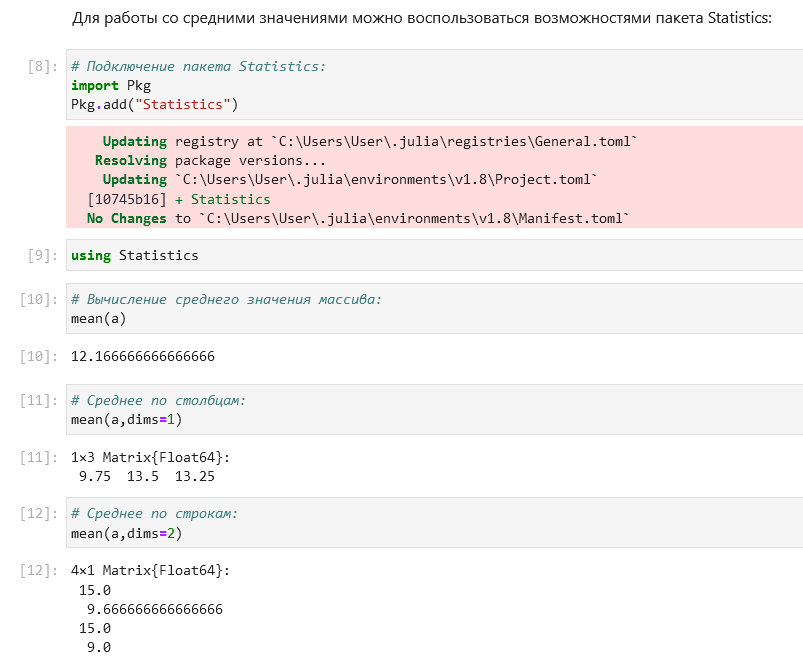 Для работы со средними значениями можно воспользоваться возможностями пакета Statistics:
[8]: # Подключение пакета Statistics:
import Pkg
Pkg.add("Statistics")
Updating registry at `C:\Users\User\.julia\registries\General.toml`
Resolving package versions...
Updating `C:\Users\User\.julia\environments\v1.8\Project.toml`
[10745b16] + Statistics
No Changes to `C:\Users\User\.julia\environments\v1.8\Manifest.toml`
[9]: using Statistics
[10]: # Вычисление среднего значения массива:
mean(a)
[10]: 12.166666666666666
[11]: # Среднее по столбцам:
mean(a,dims=1)
[11]: 1×3 Matrix{Float64}:
9.75 13.5 13.25
[12]: # Среднее по строкам:
mean(a,dims=2)
[12]: 4×1 Matrix{Float64}:
15.0
9.666666666666666
15.0
9.0